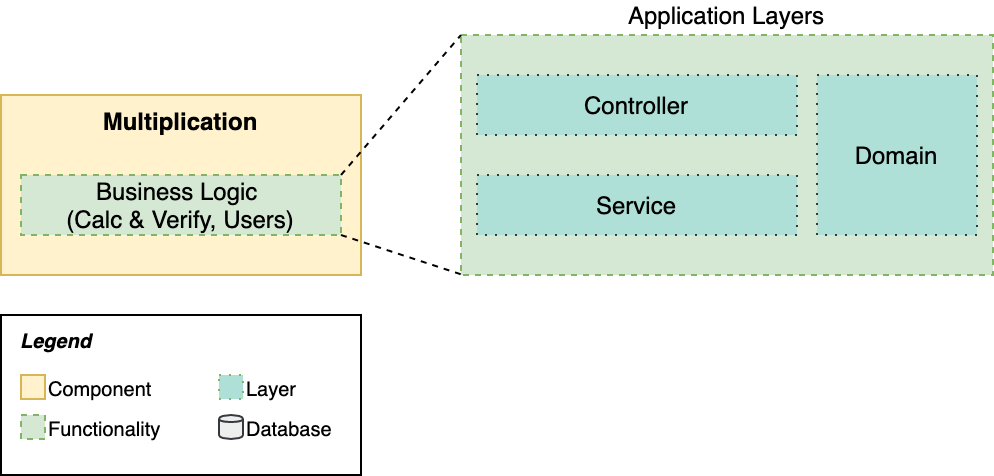 Application Layers
Multiplication
Business Logic
(Calc & Verify, Users)
Controller
Service
Domain
Legend
Component
Layer
Functionality
Database